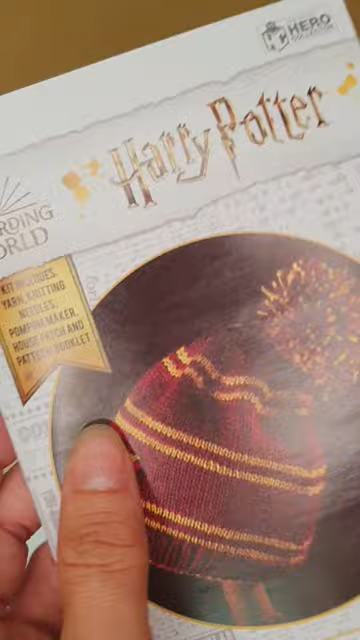 HERO
Harry Potter
RDING
ORLD
KIT INCLUDES:
YARN, KNITTING
NEEDLES,
POMPOM MAKER,
HOUSE PATCH AND
PATTERN BOOKLET